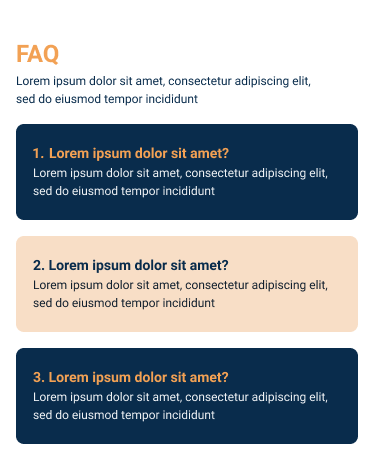 FAQ
Lorem ipsum dolor sit amet, consectetur adipiscing elit,
sed do eiusmod tempor incididunt
1. Lorem ipsum dolor sit amet?
Lorem ipsum dolor sit amet, consectetur adipiscing elit,
sed do eiusmod tempor incididunt
2. Lorem ipsum dolor sit amet?
Lorem ipsum dolor sit amet, consectetur adipiscing elit,
sed do eiusmod tempor incididunt
3. Lorem ipsum dolor sit amet?
Lorem ipsum dolor sit amet, consectetur adipiscing elit,
sed do eiusmod tempor incididunt